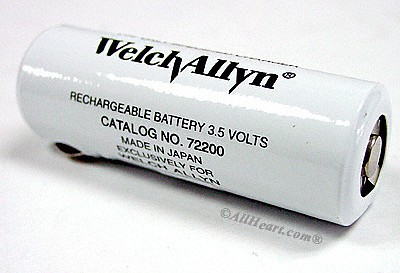 WelchAllyn®
RECHARGEABLE BATTERY 3.5 VOLTS
CATALOG NO. 72200
MADE IN JAPAN
EXCLUSIVELY FOR
WELCH ALLYN
©AllHeart.com®